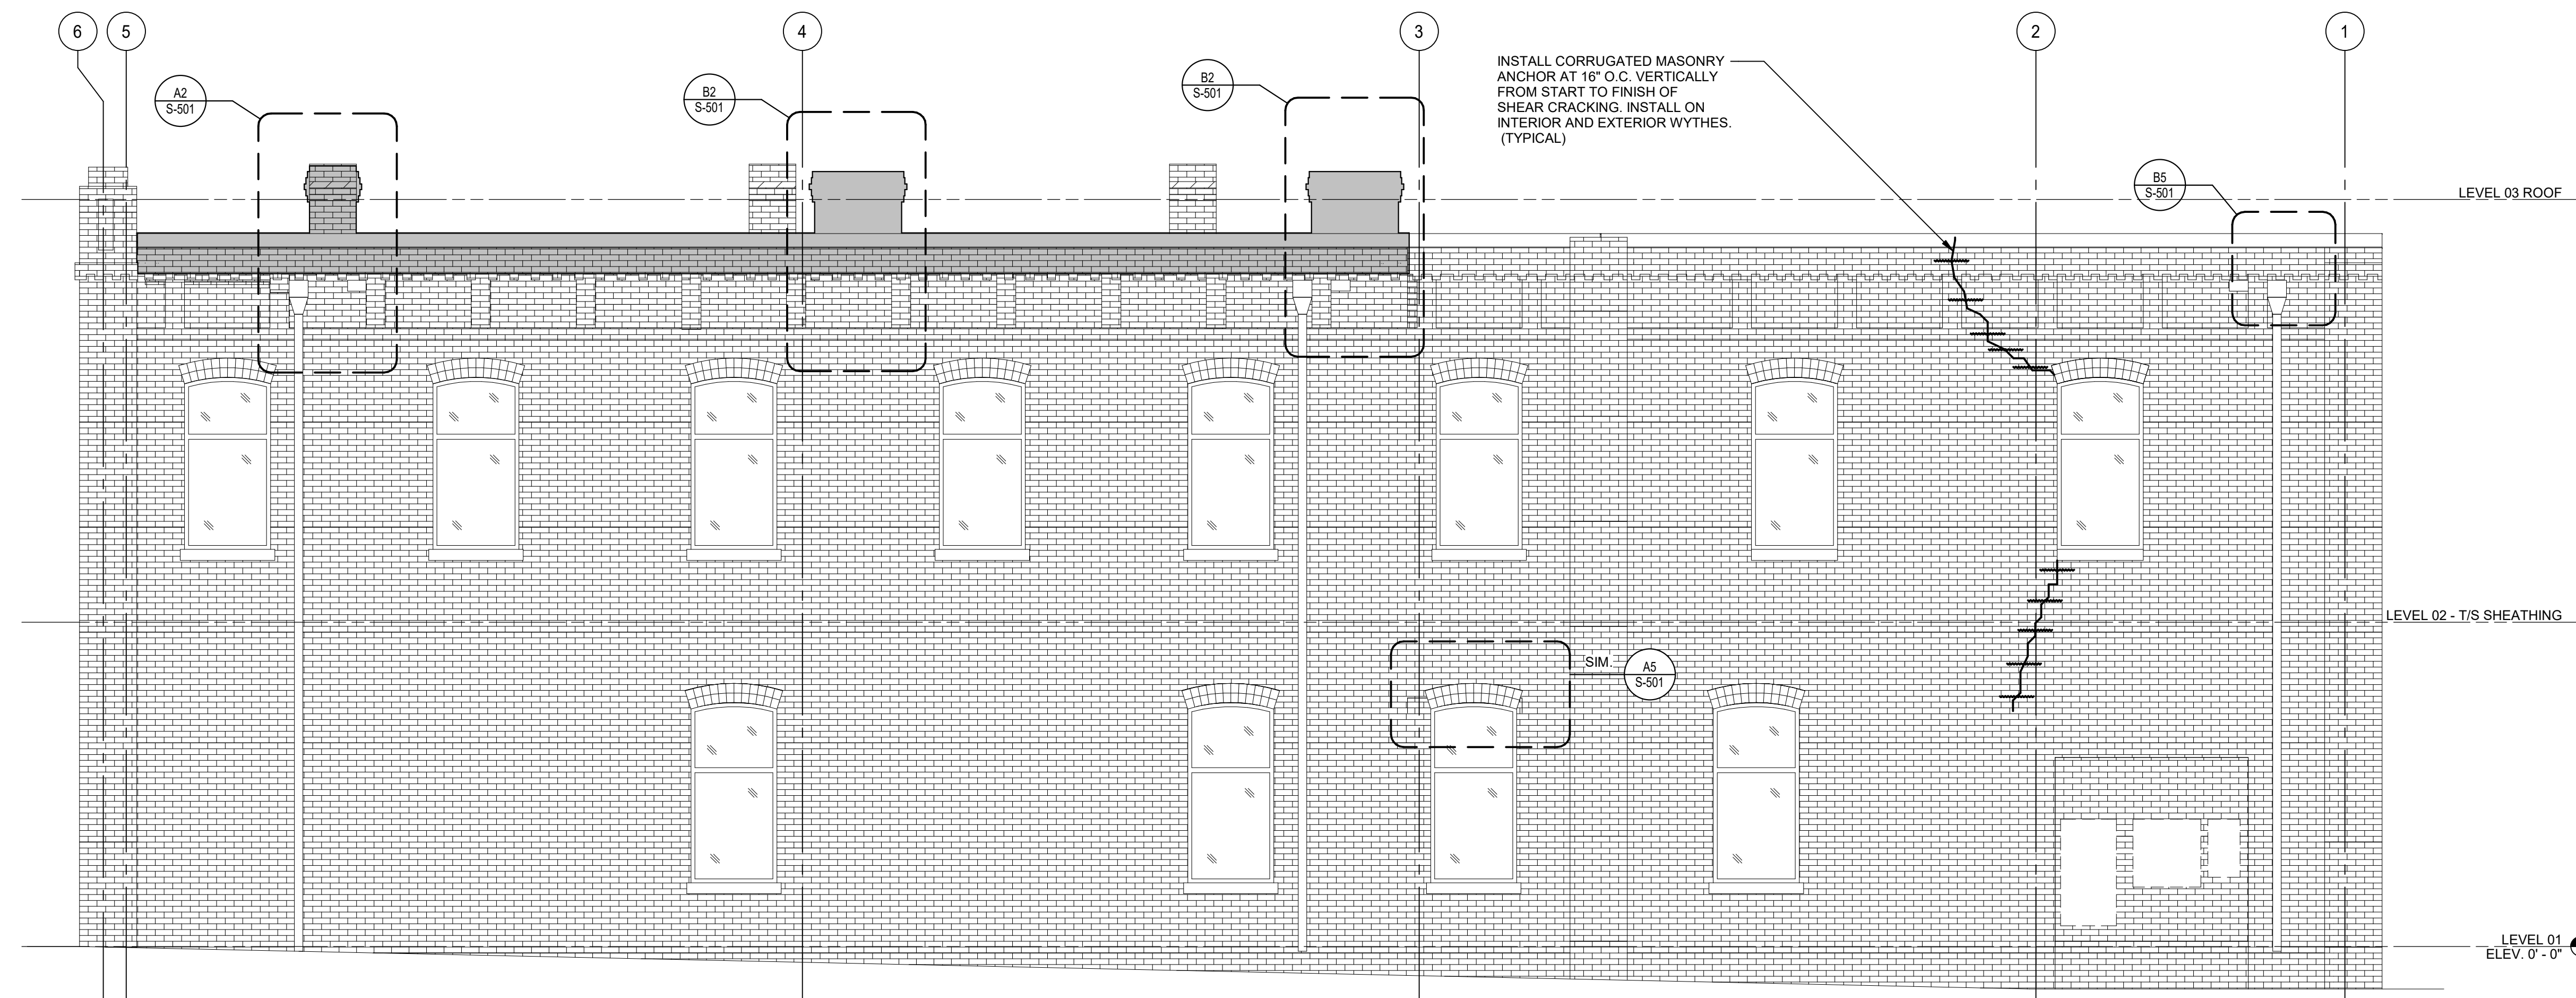 6
5
4
3
2
1
A2
S-501
B2
S-501
B2
S-501
INSTALL CORRUGATED MASONRY
ANCHOR AT 16" O.C. VERTICALLY
FROM START TO FINISH OF
SHEAR CRACKING. INSTALL ON
INTERIOR AND EXTERIOR WYTHES.
(TYPICAL)
B5
S-501
LEVEL 03 ROOF
LEVEL 02 - T/S SHEATHING
SIM.
A5
S-501
LEVEL 01
ELEV. 0' - 0"